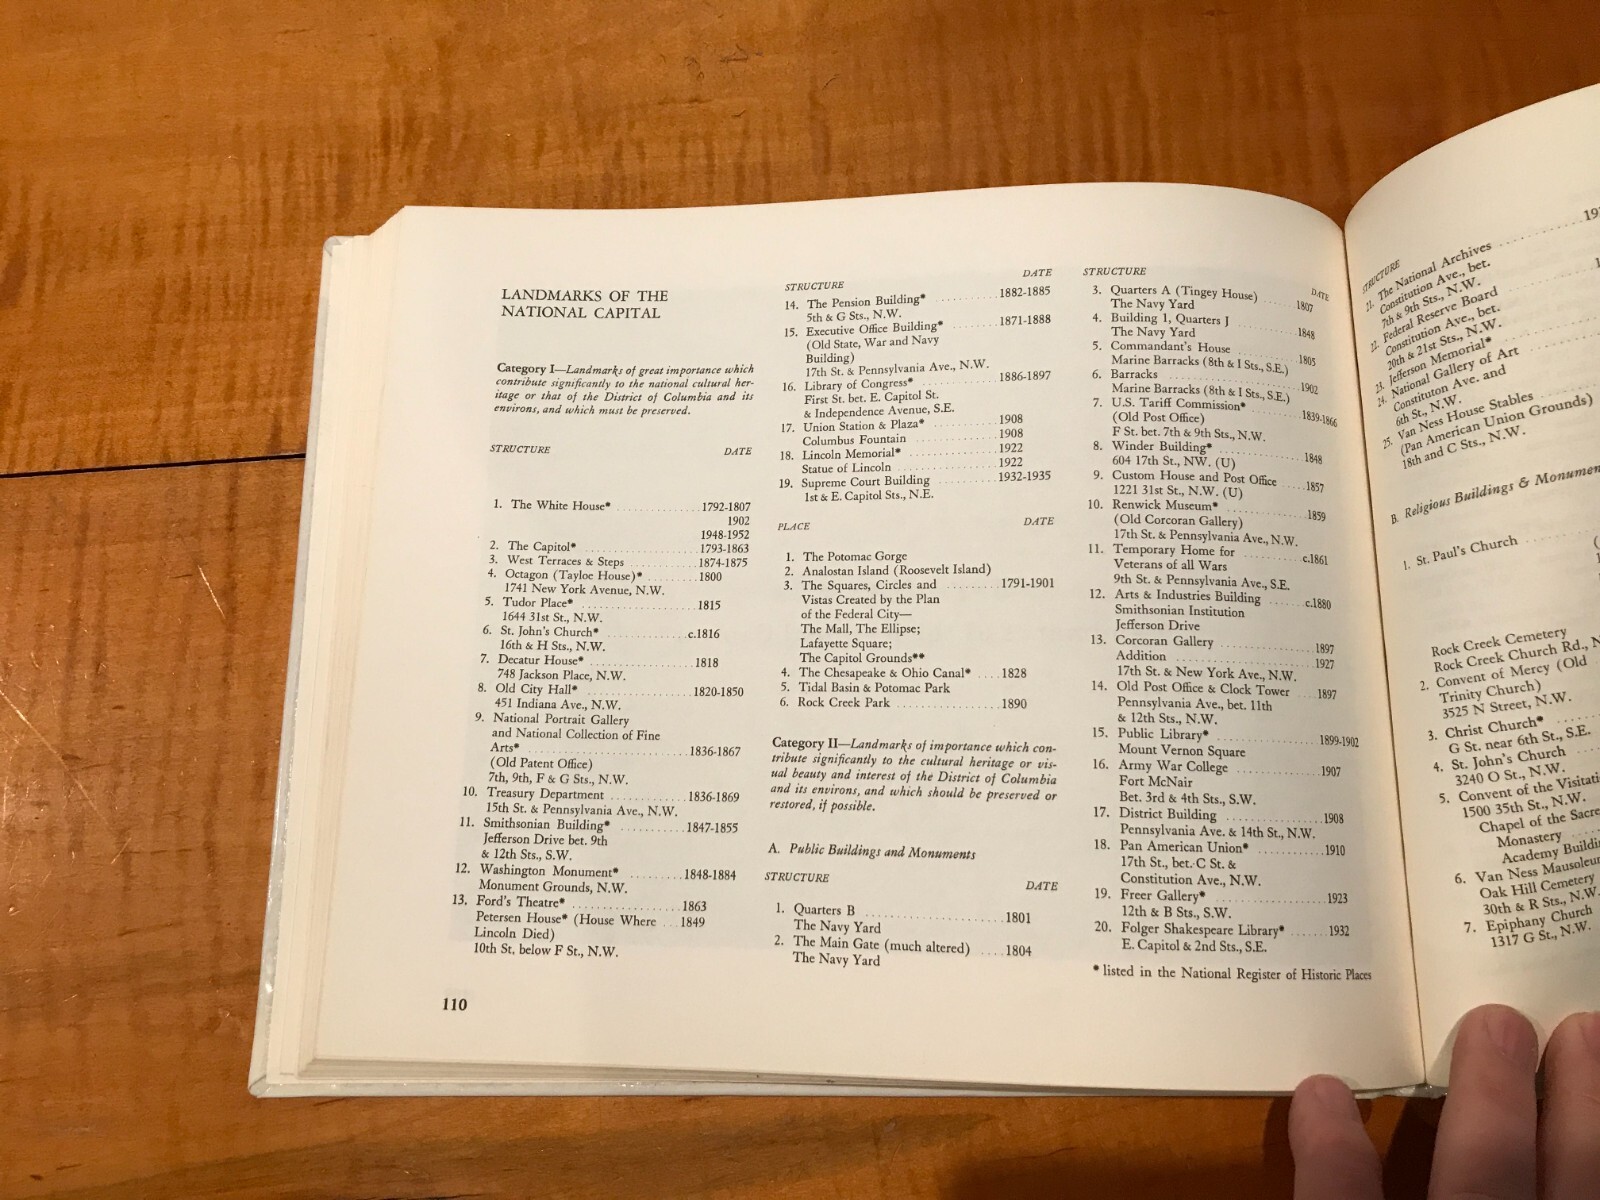 LANDMARKS OF THE
NATIONAL CAPITAL
Category I—Landmarks of great importance which
contribute significantly to the national cultural her-
itage or that of the District of Columbia and its
environs, and which must be preserved.
STRUCTURE DATE
1. The White House* 1792-1807
1902
1948-1952
2. The Capitol* 1793-1863
3. West Terraces & Steps 1874-1875
4. Octagon (Tayloe House)* 1800
1741 New York Avenue, N.W.
5. Tudor Place* 1815
1644 31st St., N.W.
6. St. John's Church* c.1816
16th & H Sts., N.W.
7. Decatur House* 1818
748 Jackson Place, N.W.
8. Old City Hall* 1820-1850
451 Indiana Ave., N.W.
9. National Portrait Gallery
and National Collection of Fine
Arts* 1836-1867
(Old Patent Office)
7th, 9th, F & G Sts., N.W.
10. Treasury Department 1836-1869
15th St. & Pennsylvania Ave., N.W.
11. Smithsonian Building* 1847-1855
Jefferson Drive bet. 9th
& 12th Sts., S.W.
12. Washington Monument* 1848-1884
Monument Grounds, N.W.
13. Ford's Theatre* 1863
Petersen House* (House Where ... 1849
Lincoln Died)
10th St. below F St., N.W.
110
STRUCTURE DATE
14. The Pension Building* 1882-1885
5th & G Sts., N.W.
15. Executive Office Building* 1871-1888
(Old State, War and Navy
Building)
17th St. & Pennsylvania Ave., N.W.
16. Library of Congress* 1886-1897
First St. bet. E. Capitol St.
& Independence Avenue, S.E.
17. Union Station & Plaza* 1908
Columbus Fountain 1908
18. Lincoln Memorial* 1922
Statue of Lincoln 1922
19. Supreme Court Building 1932-1935
1st & E. Capitol Sts., N.E.
PLACE DATE
1. The Potomac Gorge
2. Analostan Island (Roosevelt Island)
3. The Squares, Circles and 1791-1901
Vistas Created by the Plan
of the Federal City—
The Mall, The Ellipse;
Lafayette Square;
The Capitol Grounds**
4. The Chesapeake & Ohio Canal* 1828
5. Tidal Basin & Potomac Park
6. Rock Creek Park 1890
Category II—Landmarks of importance which con-
tribute significantly to the cultural heritage or vis-
ual beauty and interest of the District of Columbia
and its environs, and which should be preserved or
restored, if possible.
A. Public Buildings and Monuments
STRUCTURE DATE
1. Quarters B 1801
The Navy Yard
2. The Main Gate (much altered) 1804
The Navy Yard
STRUCTURE DATE
3. Quarters A (Tingey House) 1807
The Navy Yard
4. Building 1, Quarters J 1848
The Navy Yard
5. Commandant's House 1805
Marine Barracks (8th & I Sts., S.E.)
6. Barracks 1902
Marine Barracks (8th & I Sts., S.E.)
7. U.S. Tariff Commission* 1839-1866
(Old Post Office)
F St. bet. 7th & 9th Sts., N.W.
8. Winder Building* 1848
604 17th St., NW. (U)
9. Custom House and Post Office 1857
1221 31st St., N.W. (U)
10. Renwick Museum* 1859
(Old Corcoran Gallery)
17th St. & Pennsylvania Ave., N.W.
11. Temporary Home for c.1861
Veterans of all Wars
9th St. & Pennsylvania Ave., S.E.
12. Arts & Industries Building c.1880
Smithsonian Institution
Jefferson Drive
13. Corcoran Gallery 1897
Addition 1927
17th St. & New York Ave., N.W.
14. Old Post Office & Clock Tower 1897
Pennsylvania Ave., bet. 11th
& 12th Sts., N.W.
15. Public Library* 1899-1902
Mount Vernon Square
16. Army War College 1907
Fort McNair
Bet. 3rd & 4th Sts., S.W.
17. District Building 1908
Pennsylvania Ave. & 14th St., N.W.
18. Pan American Union* 1910
17th St., bet. C St. &
Constitution Ave., N.W.
19. Freer Gallery* 1923
12th & B Sts., S.W.
20. Folger Shakespeare Library* 1932
E. Capitol & 2nd Sts., S.E.
* listed in the National Register of Historic Places
STRUCTURE
21. The National Archives
Constitution Ave., bet.
7th & 9th Sts., N.W.
22. Federal Reserve Board
Constitution Ave., bet.
20th & 21st Sts., N.W.
23. Jefferson Memorial*
24. National Gallery of Art
Constituton Ave. and
6th St., N.W.
25. Van Ness House Stables
(Pan American Union Grounds)
18th and C Sts., N.W.
B. Religious Buildings &
1. St. Paul's Church
Rock Creek Cemetery
Rock Creek Church Rd.,
2. Convent of Mercy (Old
Trinity Church)
3525 N Street, N.W.
3. Christ Church*
G St. near 6th St., S.E.
4. St. John's Church
3240 O St., N.W.
5. Convent of the
1500 35th St., N.W.
Chapel of the
Monastery
Academy
6. Van Ness
Oak Hill Cemetery
30th & R Sts.,
7. Epiphany Church
1317 G St., N.W.